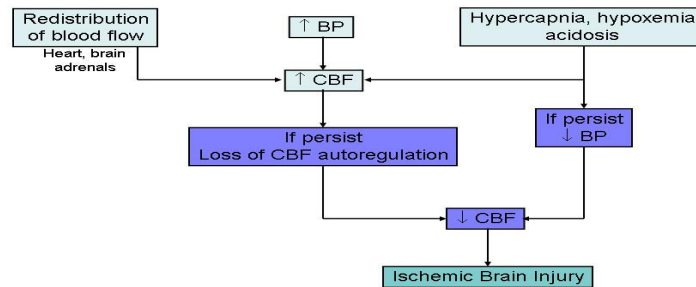 Redistribution
of blood flow
Heart, brain
adrenals
↑ BP
Hypercapnia, hypoxemia
acidosis
↑ CBF
If persist
Loss of CBF autoregulation
If persist
↓ BP
↓ CBF
Ischemic Brain Injury